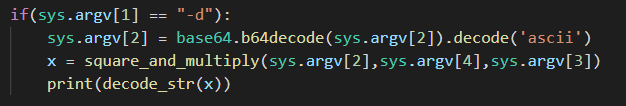 if(sys.argv[1] == "-d"):
    sys.argv[2] = base64.b64decode(sys.argv[2]).decode('ascii')
    x = square_and_multiply(sys.argv[2],sys.argv[4],sys.argv[3])
    print(decode_str(x))